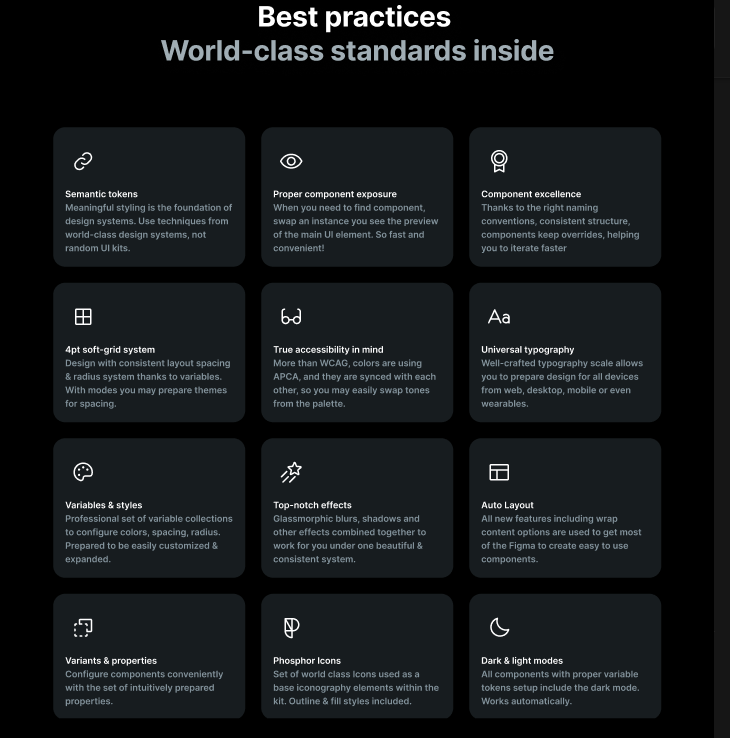 Best practices
World-class standards inside
Semantic tokens
Meaningful styling is the foundation of
design systems. Use techniques from
world-class design systems, not
random UI kits.
Proper component exposure
When you need to find component,
swap an instance you see the preview
of the main UI element. So fast and
convenient!
Component excellence
Thanks to the right naming
conventions, consistent structure,
components keep overrides, helping
you to iterate faster
4pt soft-grid system
Design with consistent layout spacing
& radius system thanks to variables.
With modes you may prepare themes
for spacing.
True accessibility in mind
More than WCAG, colors are using
APCA, and they are synced with each
other, so you may easily swap tones
from the palette.
Aa
Universal typography
Well-crafted typography scale allows
you to prepare design for all devices
from web, desktop, mobile or even
wearables.
Variables & styles
Professional set of variable collections
to configure colors, spacing, radius.
Prepared to be easily customized &
expanded.
Top-notch effects
Glassmorphic blurs, shadows and
other effects combined together to
work for you under one beautiful &
consistent system.
Auto Layout
All new features including wrap
content options are used to get most
of the Figma to create easy to use
components.
Variants & properties
Configure components conveniently
with the set of intuitively prepared
properties.
Phosphor Icons
Set of world class Icons used as a
base iconography elements within the
kit. Outline & fill styles included.
Dark & light modes
All components with proper variable
tokens setup include the dark mode.
Works automatically.